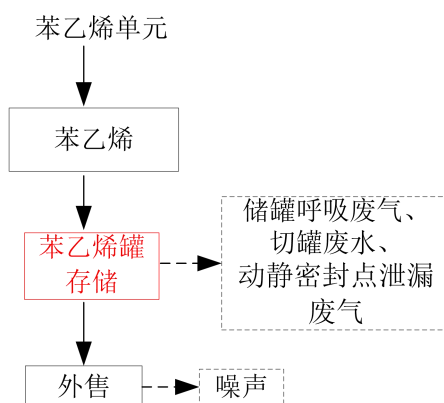 苯乙烯单元
苯乙烯
苯乙烯罐
存储
储罐呼吸废气、
切罐废水、
动静密封点泄漏
废气
外售
噪声